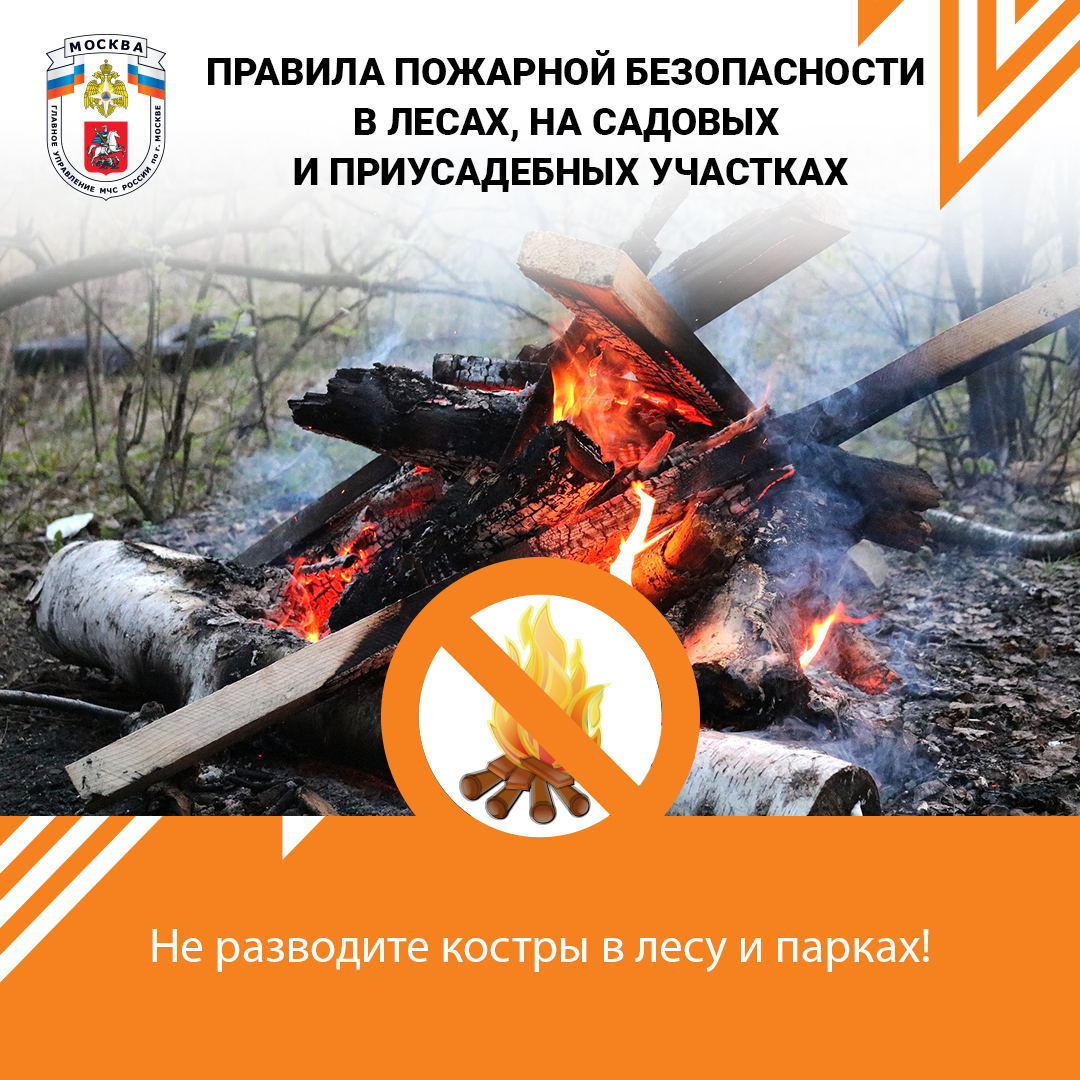 МОСКВА
ГЛАВНОЕ УПРАВЛЕНИЕ МЧС РОССИИ по г. МОСКВЕ
ПРАВИЛА ПОЖАРНОЙ БЕЗОПАСНОСТИ
В ЛЕСАХ, НА САДОВЫХ
И ПРИУСАДЕБНЫХ УЧАСТКАХ
Не разводите костры в лесу и парках!